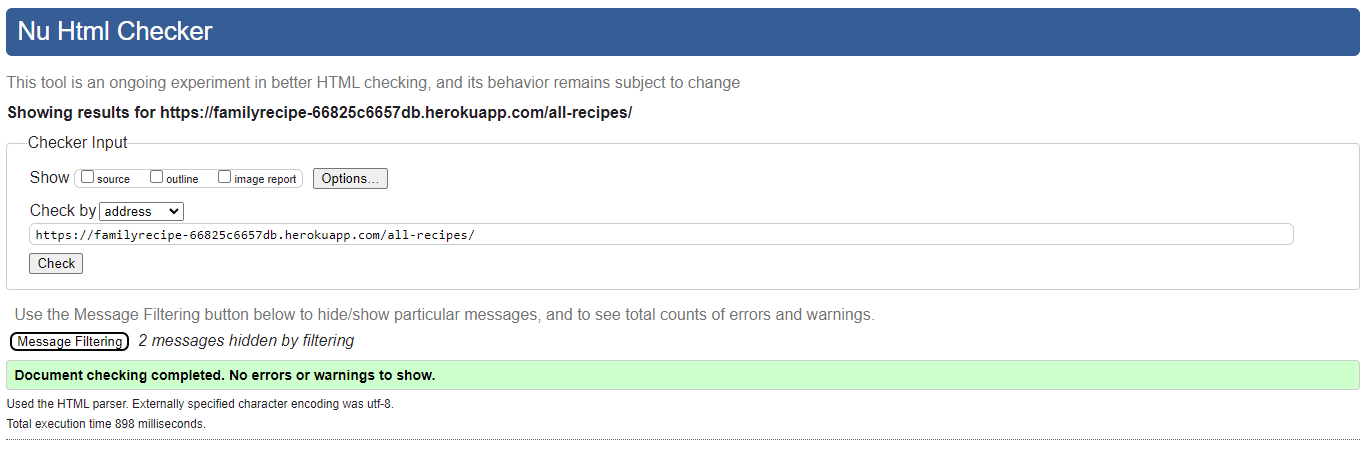 Nu Html Checker
This tool is an ongoing experiment in better HTML checking, and its behavior remains subject to change
Showing results for https://familyrecipe-66825c6657db.herokuapp.com/all-recipes/
Checker Input
Show source outline image report Options...
Check by address
https://familyrecipe-66825c6657db.herokuapp.com/all-recipes/
Check
Use the Message Filtering button below to hide/show particular messages, and to see total counts of errors and warnings.
Message Filtering 2 messages hidden by filtering
Document checking completed. No errors or warnings to show.
Used the HTML parser. Externally specified character encoding was utf-8.
Total execution time 898 milliseconds.